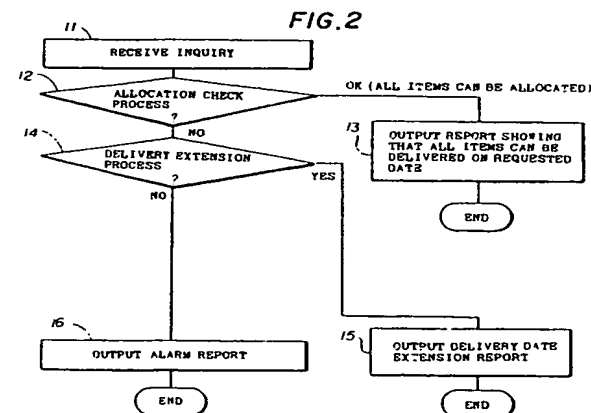 FIG.2
11
RECEIVE INQUIRY
12
ALLOCATION CHECK
PROCESS
?
OK (ALL ITEMS CAN BE ALLOCATED)
NO
13
OUTPUT REPORT SHOWING
THAT ALL ITEMS CAN BE
DELIVERED ON REQUESTED
DATE
14
DELIVERY EXTENSION
PROCESS
?
YES
NO
END
16
OUTPUT ALARM REPORT
15
OUTPUT DELIVERY DATE
EXTENSION REPORT
END
END